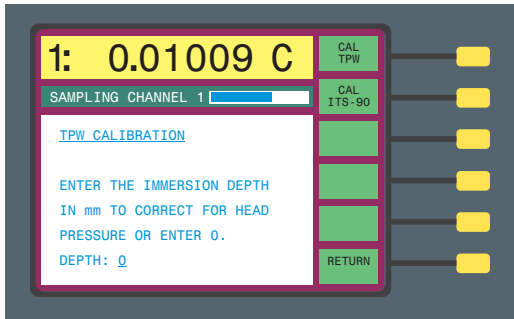 1: 0.01009 C
SAMPLING CHANNEL 1
TPW CALIBRATION
ENTER THE IMMERSION DEPTH
IN mm TO CORRECT FOR HEAD
PRESSURE OR ENTER 0.
DEPTH: 0
CAL
TPW
CAL
ITS-90
RETURN